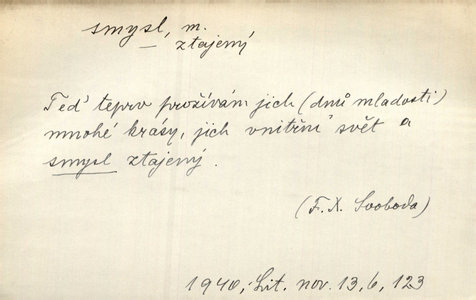 smysl, m.
ztajený
Teď teprv prožívám jich (dnů mladosti)
mnohé krásy, jich vnitřní svět a
smysl ztajený.
(F. X. Svoboda)
1940, Lit. nov. 13, 6, 123